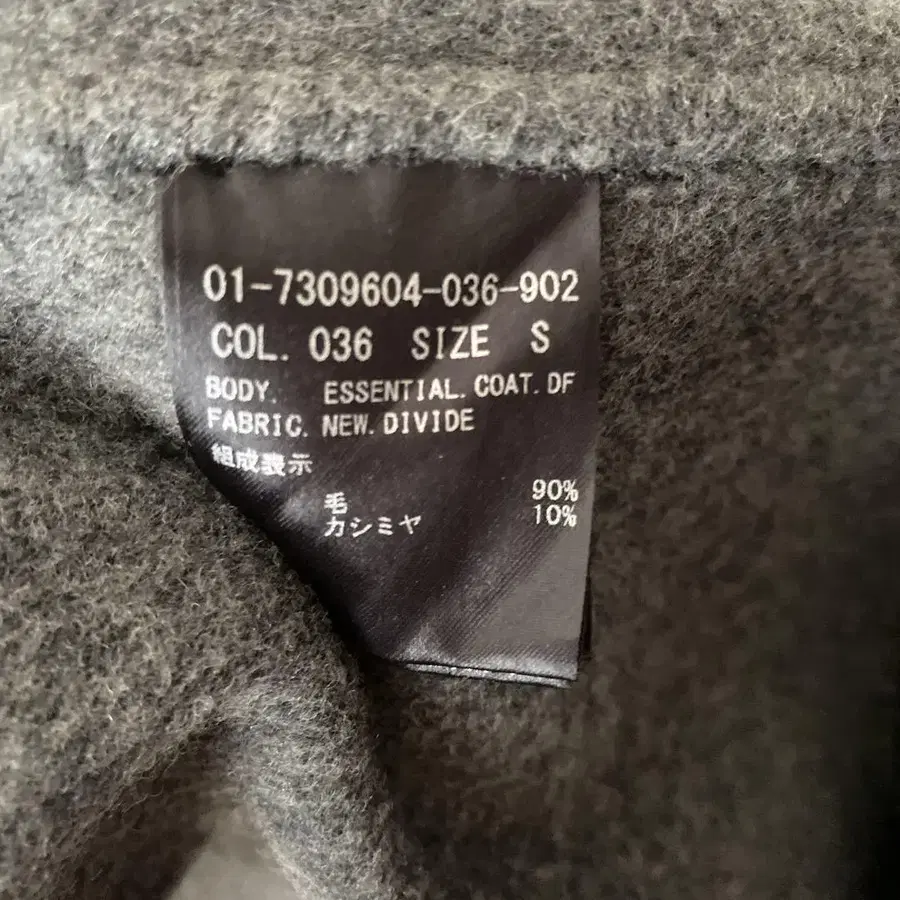 01-7309604-036-902
COL. 036 SIZE S
BODY. ESSENTIAL.COAT.DF
FABRIC. NEW.DIVIDE
組成表示
毛 90%
カシミヤ 10%